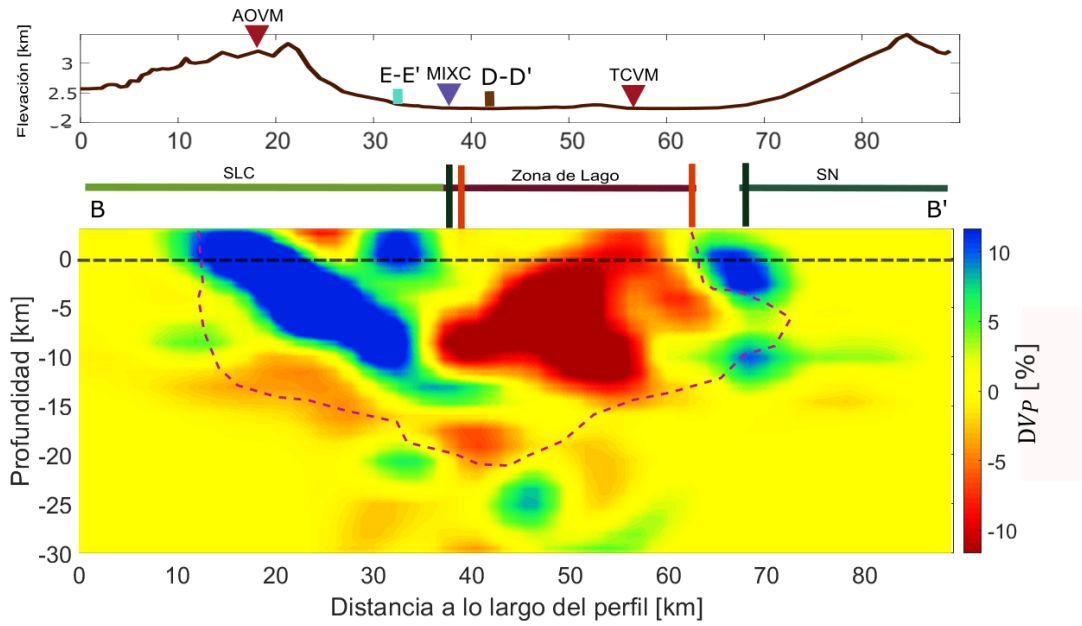 AOVM
Elevación [km]
3
2.5
-2
E-E'
MIXC
D-D'
TCVM
0 10 20 30 40 50 60 70 80
SLC
Zona de Lago
SN
B
B'
Profundidad [km]
0
-5
-10
-15
-20
-25
-30
0 10 20 30 40 50 60 70 80
Distancia a lo largo del perfil [km]
10
5
0
-5
-10
DVP [%]